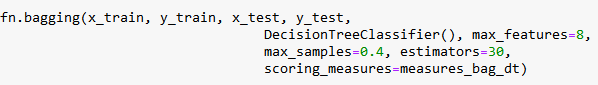 fn.bagging(x_train, y_train, x_test, y_test,
DecisionTreeClassifier(), max_features=8,
max_samples=0.4, estimators=30,
scoring_measures=measures_bag_dt)